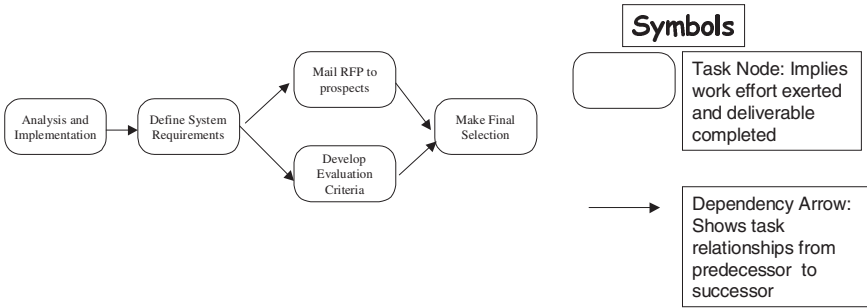 Symbols
Analysis and
Implementation
Define System
Requirements
Mail RFP to
prospects
Develop
Evaluation
Criteria
Make Final
Selection
Task Node: Implies
work effort exerted
and deliverable
completed
Dependency Arrow:
Shows task
relationships from
predecessor to
successor